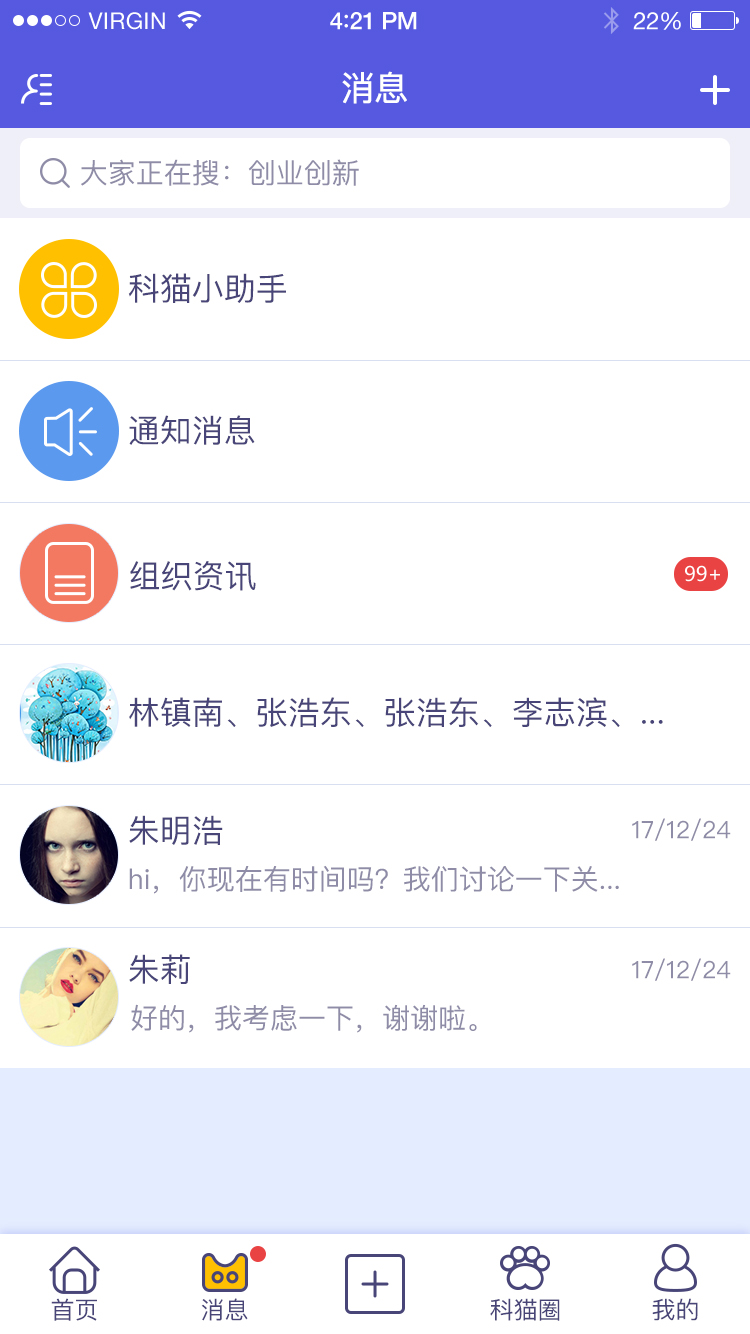 VIRGIN 4:21 PM 22%
消息
大家正在搜：创业创新
科猫小助手
通知消息
组织资讯 99+
林镇南、张浩东、张浩东、李志滨、...
朱明浩 17/12/24
hi，你现在有时间吗？我们讨论一下关...
朱莉 17/12/24
好的，我考虑一下，谢谢啦。
首页 消息 科猫圈 我的